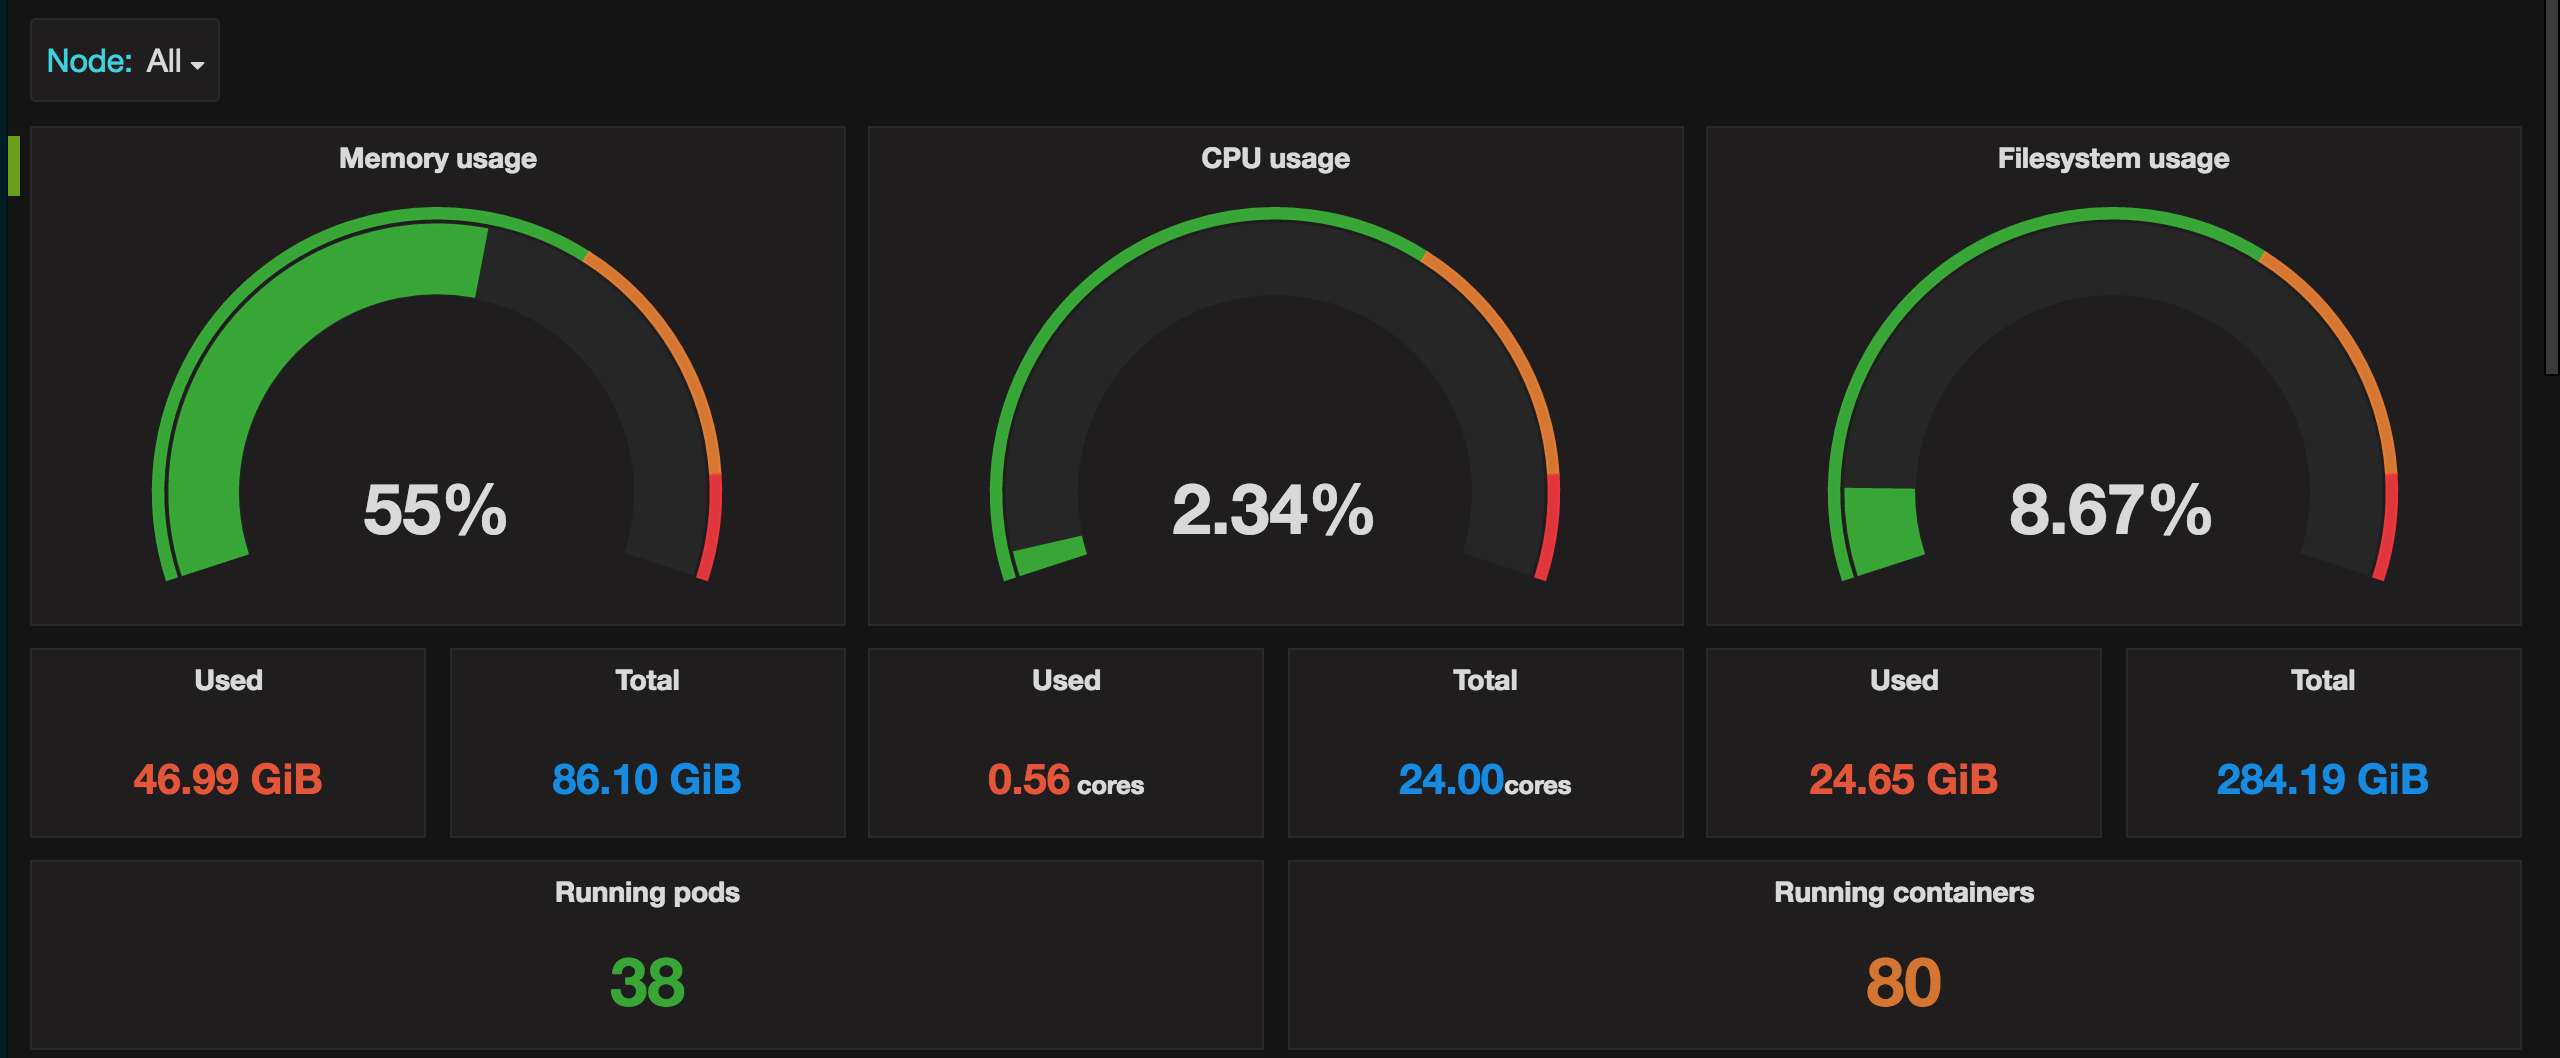 Node: All
Memory usage
CPU usage
Filesystem usage
55%
2.34%
8.67%
Used
Total
Used
Total
Used
Total
46.99 GiB
86.10 GiB
0.56 cores
24.00cores
24.65 GiB
284.19 GiB
Running pods
Running containers
38
80